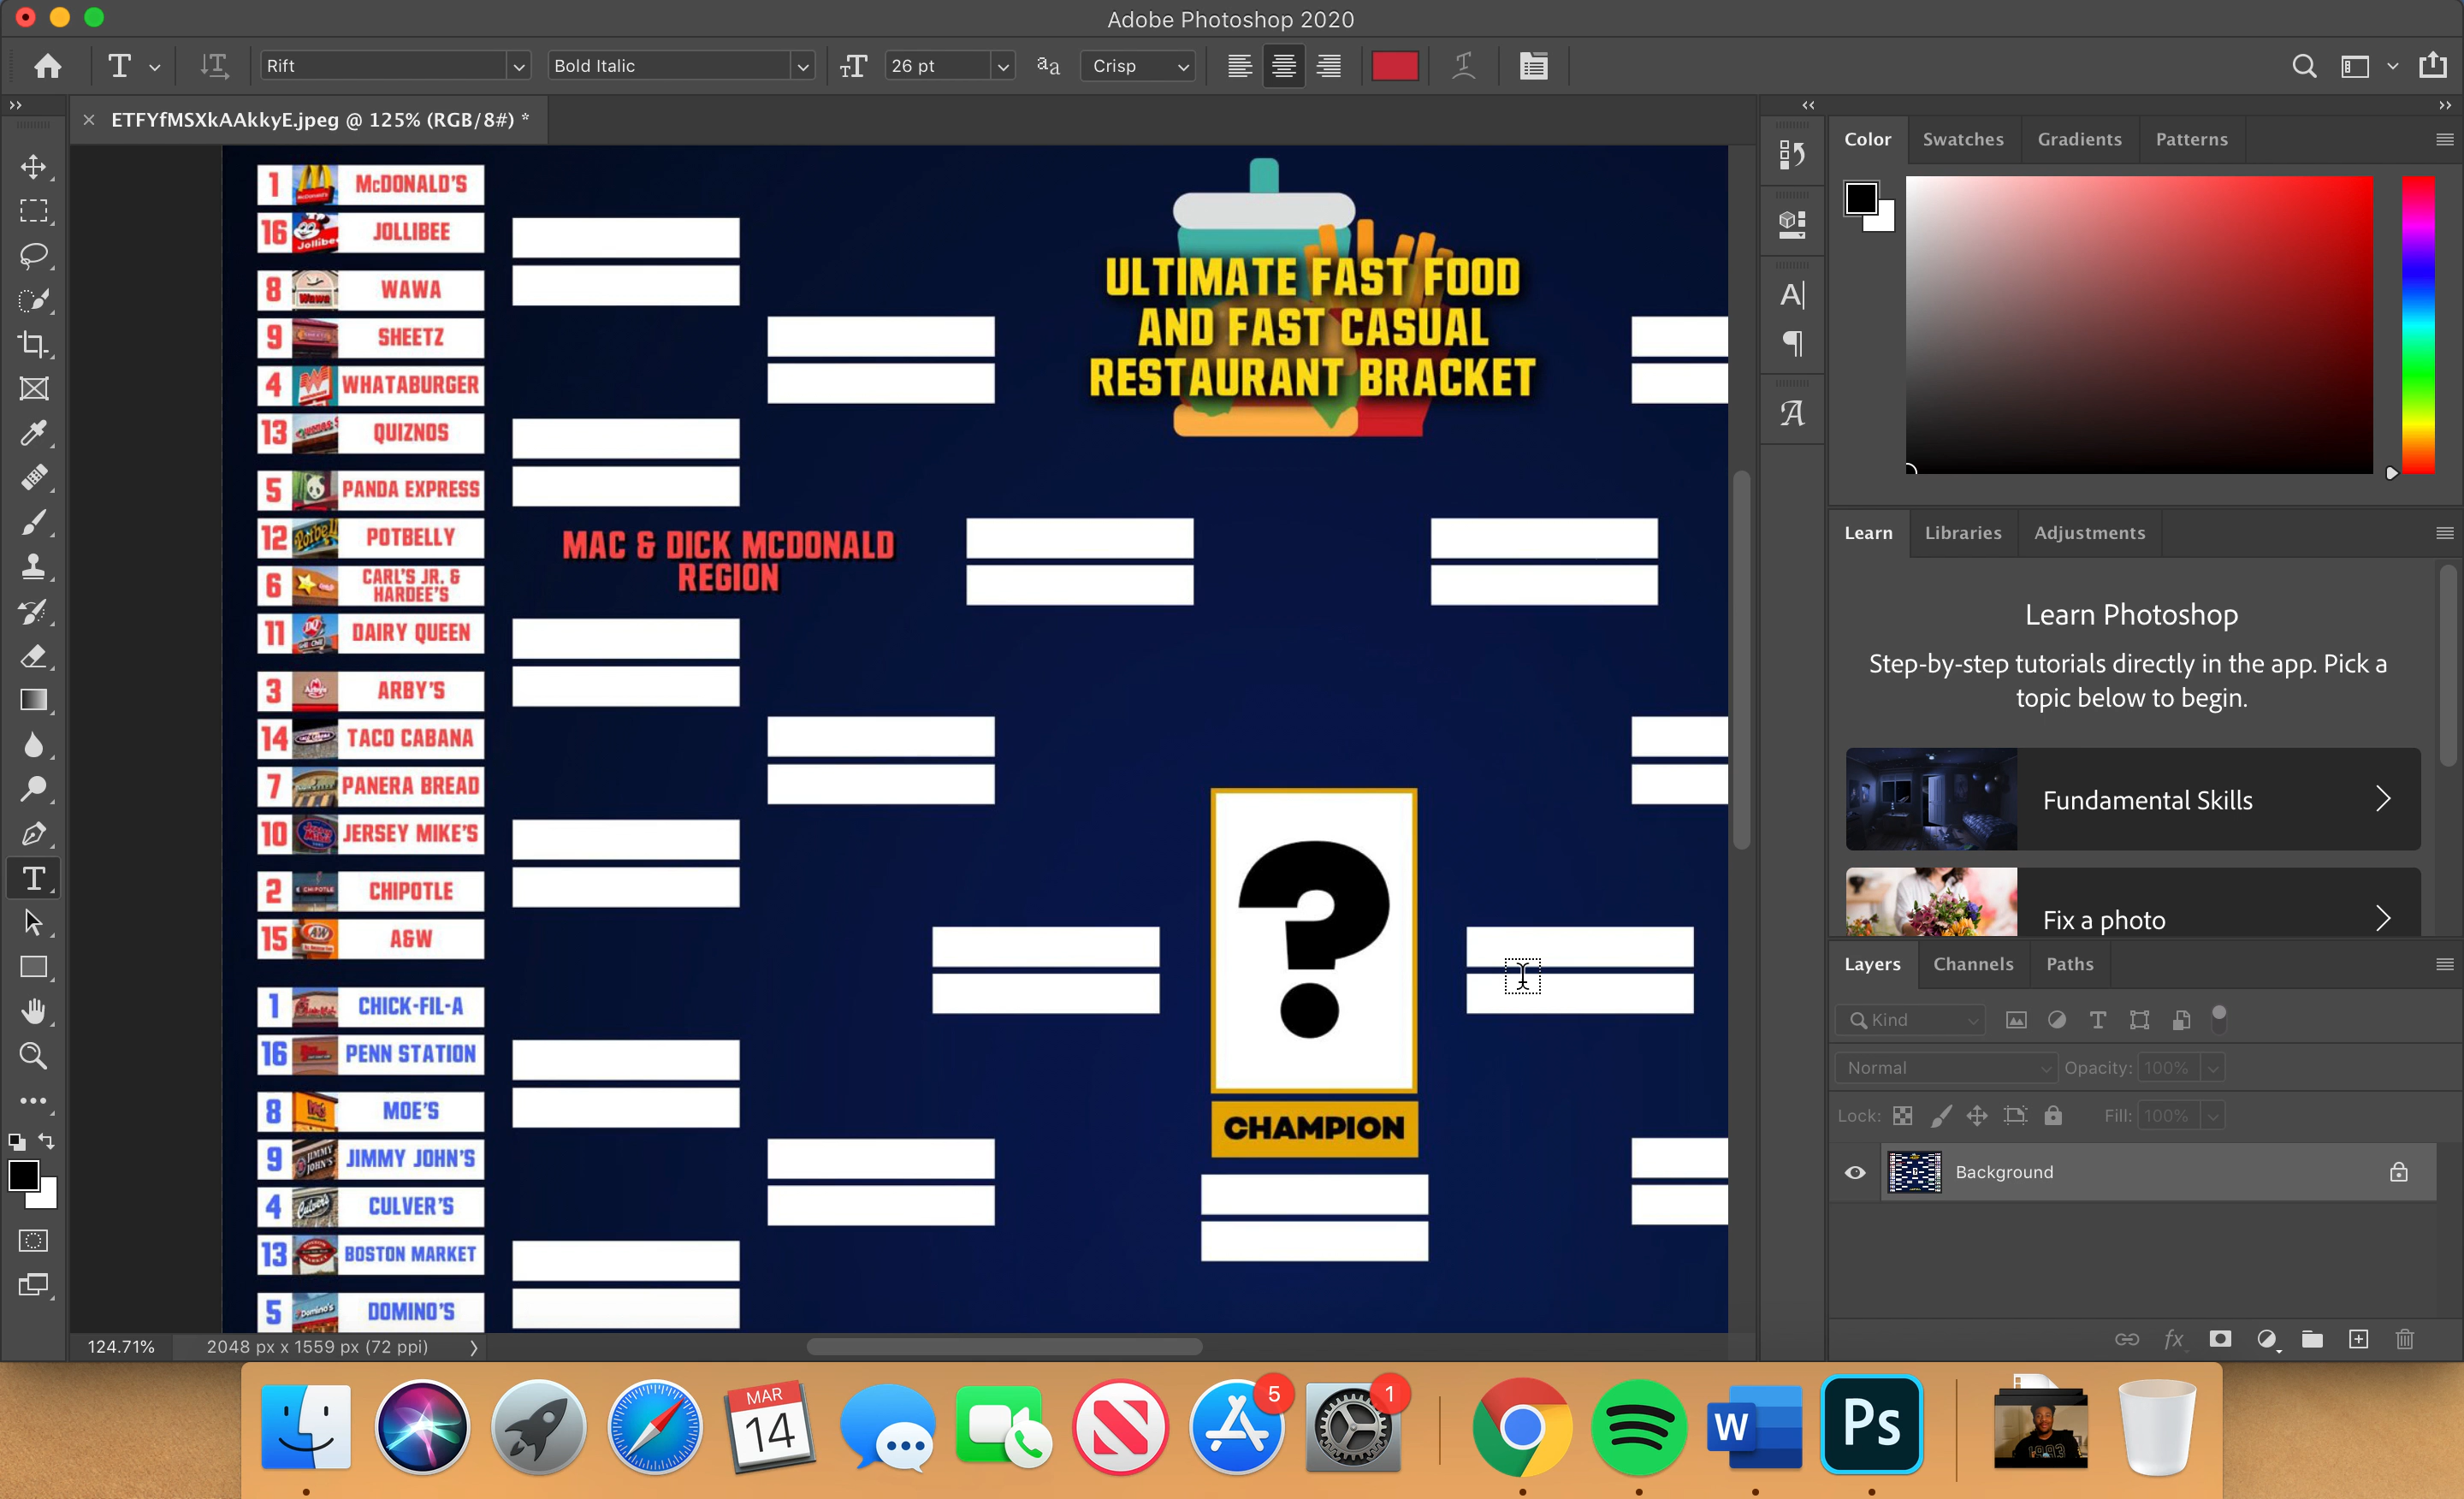 Adobe Photoshop 2020
Rift
Bold Italic
26 pt
Crisp
ETFYfMSXkAAkkyE.jpeg @ 125% (RGB/8#) *
1 McDONALD'S
16 JOLLIBEE
8 WAWA
9 SHEETZ
4 WHATABURGER
13 QUIZNOS
5 PANDA EXPRESS
12 POTBELLY
6 CARL'S JR. &
HARDEE'S
11 DAIRY QUEEN
3 ARBY'S
14 TACO CABANA
7 PANERA BREAD
10 JERSEY MIKE'S
2 CHIPOTLE
15 A&W
1 CHICK-FIL-A
16 PENN STATION
8 MOE'S
9 JIMMY JOHN'S
4 CULVER'S
13 BOSTON MARKET
5 DOMINO'S
MAC & DICK MCDONALD
REGION
ULTIMATE FAST FOOD
AND FAST CASUAL
RESTAURANT BRACKET
?
CHAMPION
124.71%
2048 px x 1559 px (72 ppi)
Color
Swatches
Gradients
Patterns
Learn
Libraries
Adjustments
Learn Photoshop
Step-by-step tutorials directly in the app. Pick a
topic below to begin.
Fundamental Skills
Fix a photo
Layers
Channels
Paths
Kind
Normal
Opacity: 100%
Lock:
Fill: 100%
Background
MAR
14
5
1
W
Ps